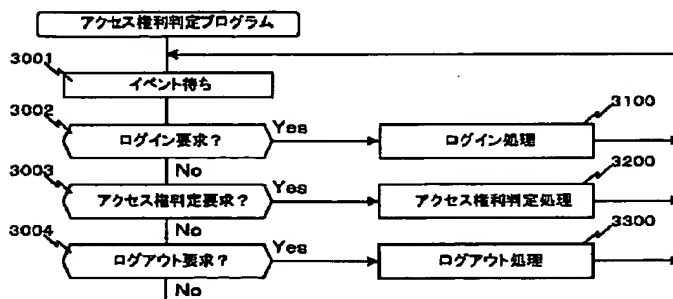 アクセス権利判定プログラム
3001
イベント待ち
3002
ログイン要求?
Yes
3100
ログイン処理
No
3003
アクセス権判定要求?
Yes
3200
アクセス権利判定処理
No
3004
ログアウト要求?
Yes
3300
ログアウト処理
No